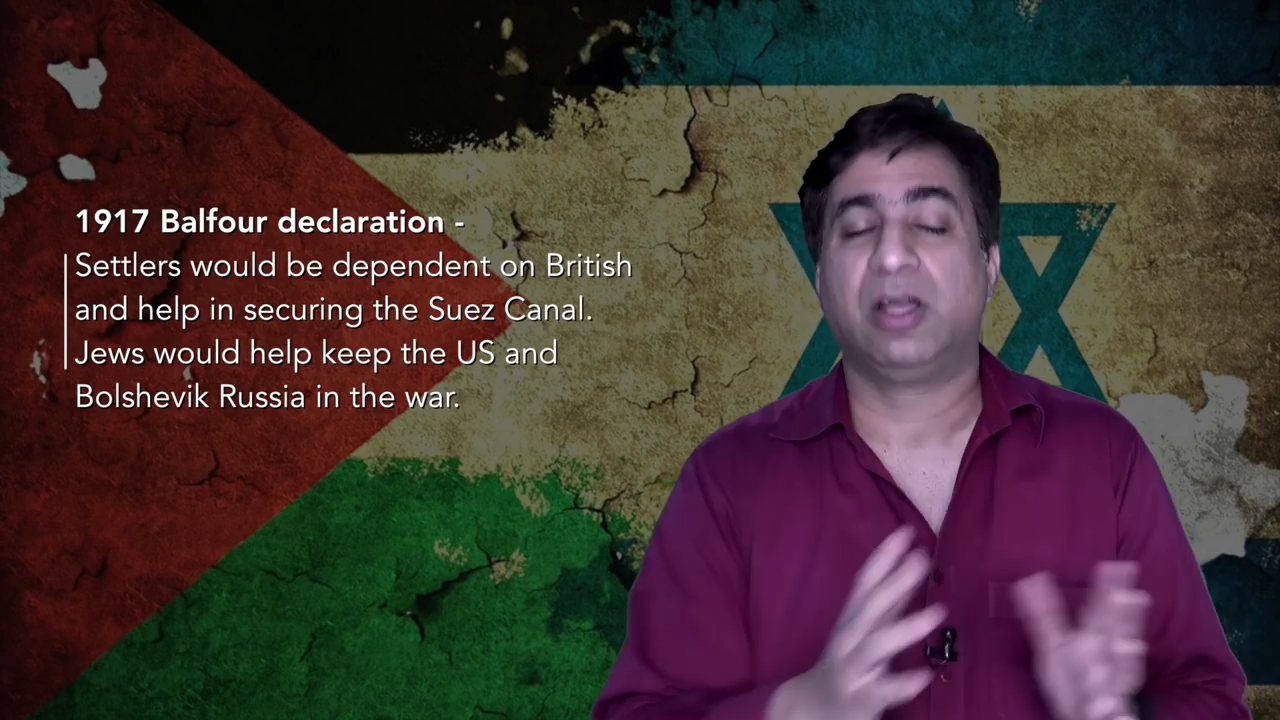 1917 Balfour declaration -
Settlers would be dependent on British
and help in securing the Suez Canal.
Jews would help keep the US and
Bolshevik Russia in the war.